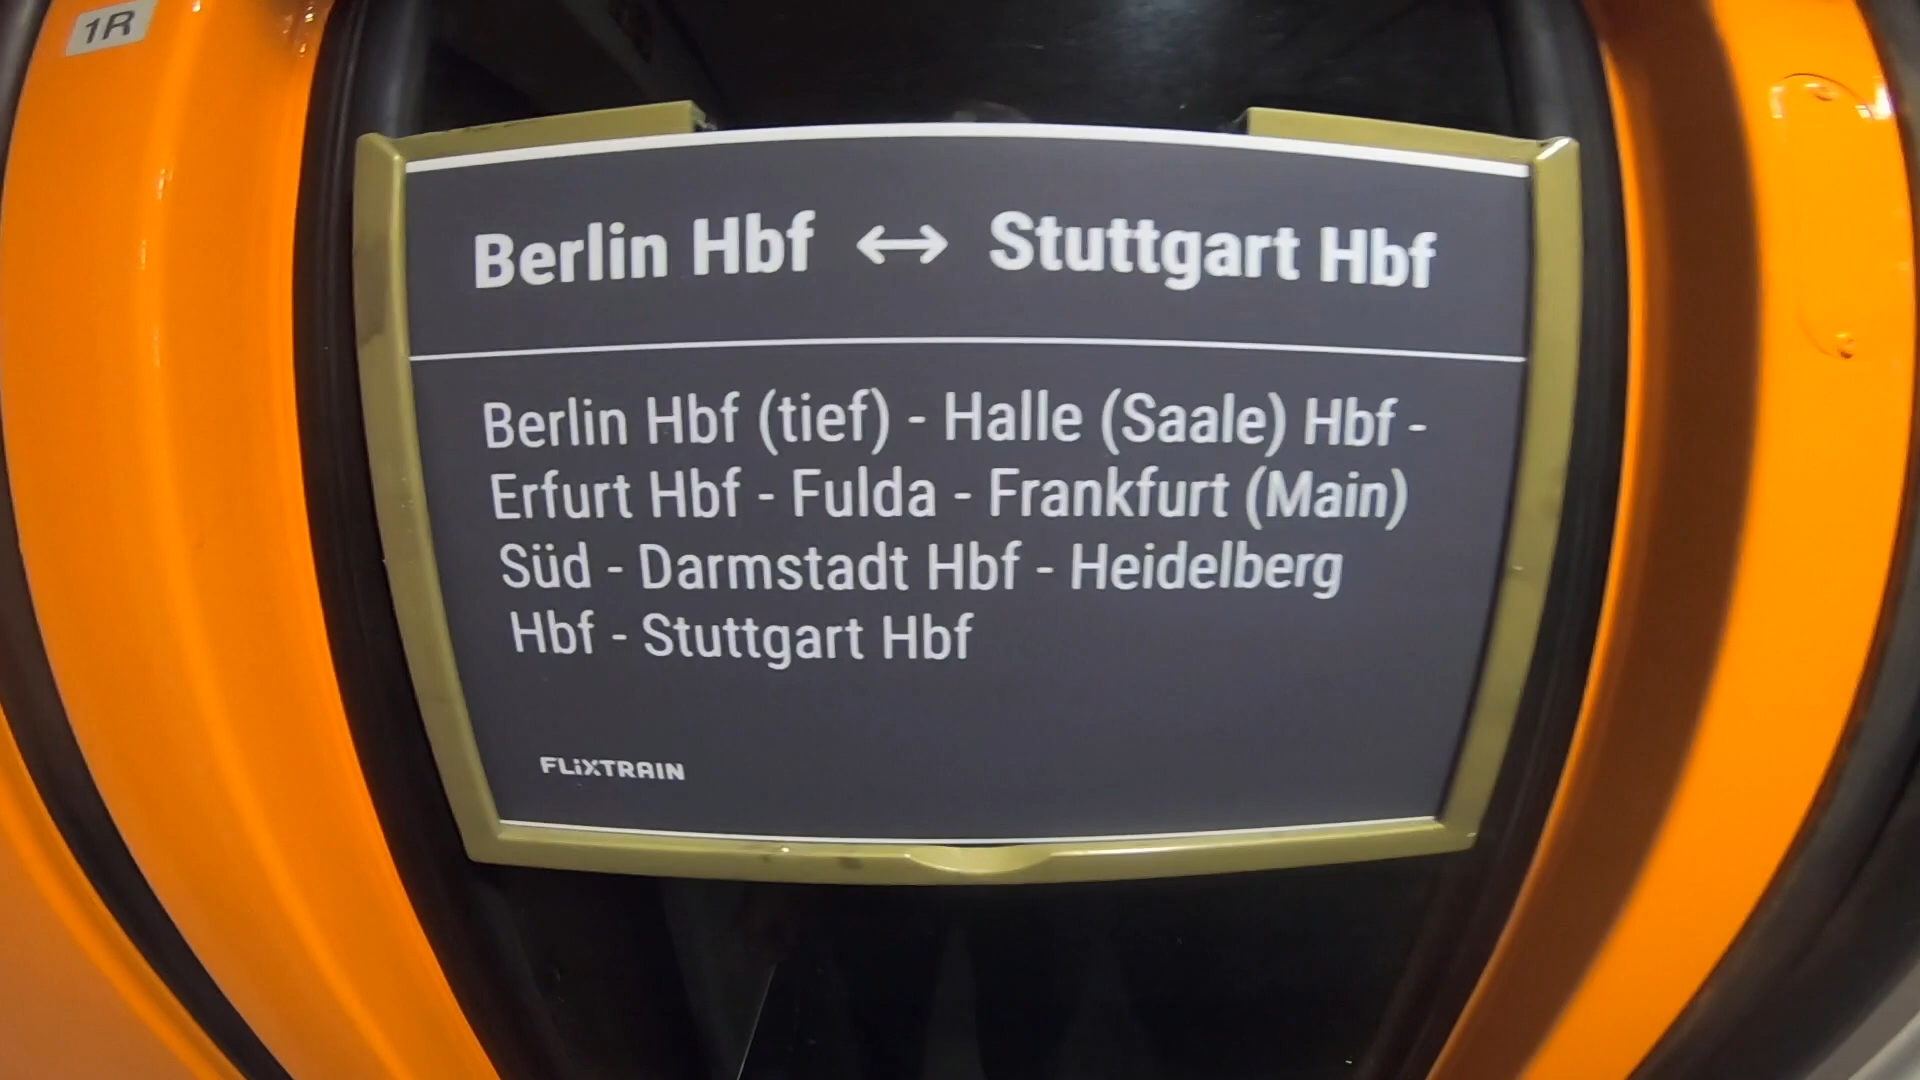 1R
Berlin Hbf ↔ Stuttgart Hbf
Berlin Hbf (tief) - Halle (Saale) Hbf -
Erfurt Hbf - Fulda - Frankfurt (Main)
Süd - Darmstadt Hbf - Heidelberg
Hbf - Stuttgart Hbf
FLiXTRAIN